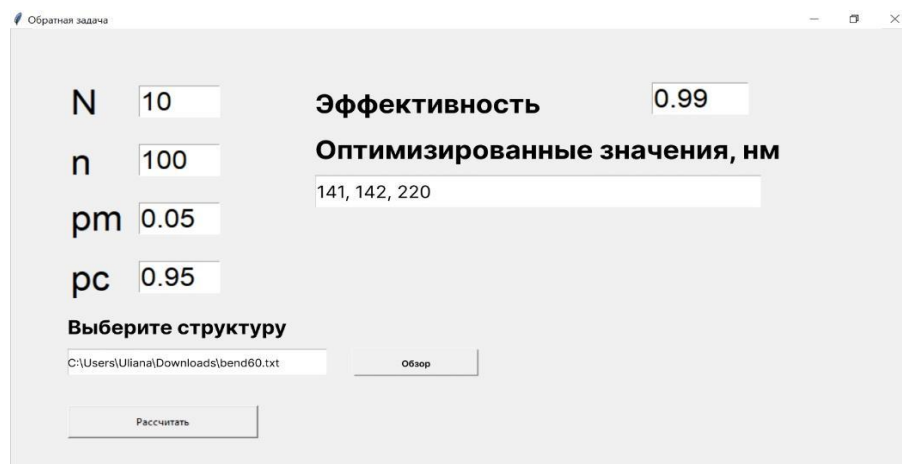 Обратная задача
N 10
n 100
pm 0.05
pc 0.95
Эффективность 0.99
Оптимизированные значения, нм
141, 142, 220
Выберите структуру
C:\Users\Uliana\Downloads\bend60.txt
Обзор
Рассчитать